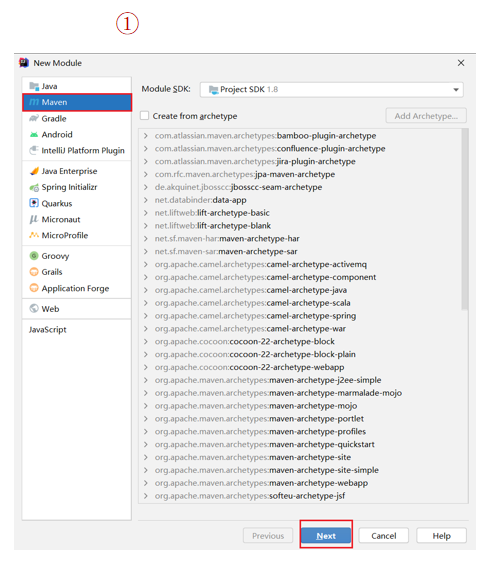 ①
New Module
Java
Maven
Gradle
Android
IntelliJ Platform Plugin
Java Enterprise
Spring Initializr
Quarkus
Micronaut
MicroProfile
Groovy
Grails
Application Forge
Web
JavaScript
Module SDK: Project SDK 1.8
Create from archetype Add Archetype...
com.atlassian.maven.archetypes:bamboo-plugin-archetype
com.atlassian.maven.archetypes:confluence-plugin-archetype
com.atlassian.maven.archetypes:jira-plugin-archetype
com.rfc.maven.archetypes:jpa-maven-archetype
de.akquinet.jbosscc:jbosscc-seam-archetype
net.databinder:data-app
net.liftweb:lift-archetype-basic
net.liftweb:lift-archetype-blank
net.sf.maven-har:maven-archetype-har
net.sf.maven-sar:maven-archetype-sar
org.apache.camel.archetypes:camel-archetype-activemq
org.apache.camel.archetypes:camel-archetype-component
org.apache.camel.archetypes:camel-archetype-java
org.apache.camel.archetypes:camel-archetype-scala
org.apache.camel.archetypes:camel-archetype-spring
org.apache.camel.archetypes:camel-archetype-war
org.apache.cocoon:cocoon-22-archetype-block
org.apache.cocoon:cocoon-22-archetype-block-plain
org.apache.cocoon:cocoon-22-archetype-webapp
org.apache.maven.archetypes:maven-archetype-j2ee-simple
org.apache.maven.archetypes:maven-archetype-marmalade-mojo
org.apache.maven.archetypes:maven-archetype-mojo
org.apache.maven.archetypes:maven-archetype-portlet
org.apache.maven.archetypes:maven-archetype-profiles
org.apache.maven.archetypes:maven-archetype-quickstart
org.apache.maven.archetypes:maven-archetype-site
org.apache.maven.archetypes:maven-archetype-site-simple
org.apache.maven.archetypes:maven-archetype-webapp
org.apache.maven.archetypes:softeu-archetype-jsf
Previous Next Cancel Help